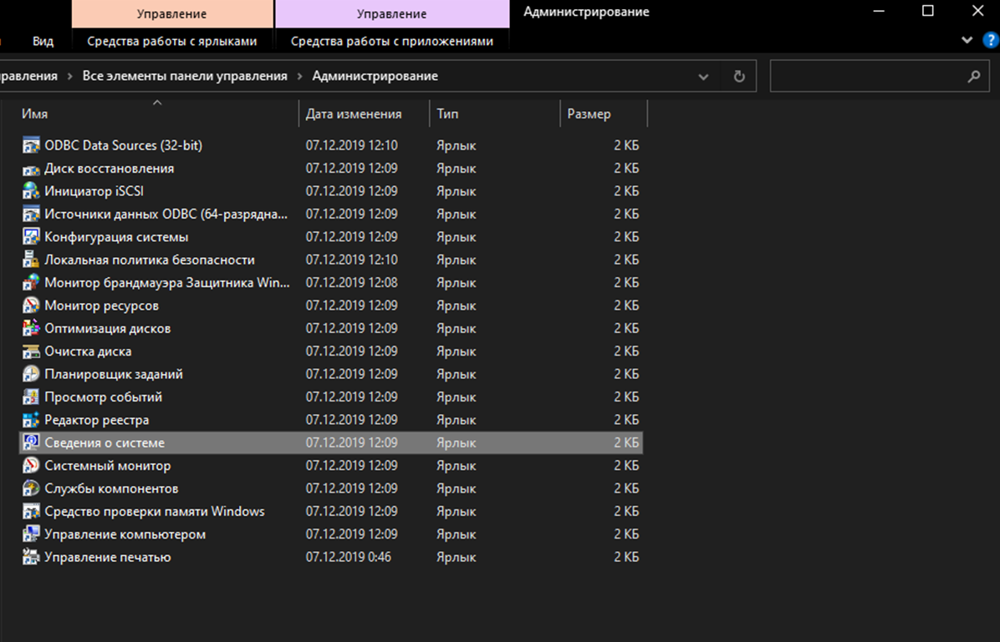 Управление Управление Администрирование
Вид Средства работы с ярлыками Средства работы с приложениями ?
равления › Все элементы панели управления › Администрирование
Имя Дата изменения Тип Размер
ODBC Data Sources (32-bit) 07.12.2019 12:10 Ярлык 2 КБ
Диск восстановления 07.12.2019 12:09 Ярлык 2 КБ
Инициатор iSCSI 07.12.2019 12:09 Ярлык 2 КБ
Источники данных ODBC (64-разрядна... 07.12.2019 12:09 Ярлык 2 КБ
Конфигурация системы 07.12.2019 12:09 Ярлык 2 КБ
Локальная политика безопасности 07.12.2019 12:10 Ярлык 2 КБ
Монитор брандмауэра Защитника Win... 07.12.2019 12:08 Ярлык 2 КБ
Монитор ресурсов 07.12.2019 12:09 Ярлык 2 КБ
Оптимизация дисков 07.12.2019 12:09 Ярлык 2 КБ
Очистка диска 07.12.2019 12:09 Ярлык 2 КБ
Планировщик заданий 07.12.2019 12:09 Ярлык 2 КБ
Просмотр событий 07.12.2019 12:09 Ярлык 2 КБ
Редактор реестра 07.12.2019 12:09 Ярлык 2 КБ
Сведения о системе 07.12.2019 12:09 Ярлык 2 КБ
Системный монитор 07.12.2019 12:09 Ярлык 2 КБ
Службы компонентов 07.12.2019 12:09 Ярлык 2 КБ
Средство проверки памяти Windows 07.12.2019 12:09 Ярлык 2 КБ
Управление компьютером 07.12.2019 12:09 Ярлык 2 КБ
Управление печатью 07.12.2019 0:46 Ярлык 2 КБ